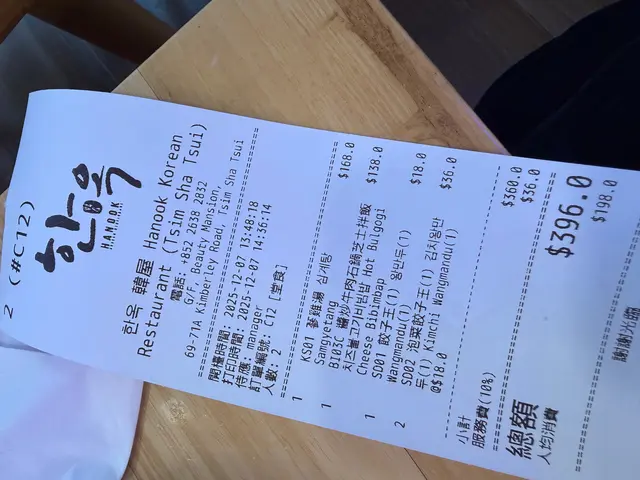 2 (#C12)
한옥
HANOOK
한옥 韓屋 Hanook Korean
Restaurant (Tsim Sha Tsui)
電話: +852 2638 2832
G/F, Beauty Mansion,
69-71A Kimberley Road, Tsim Sha Tsui
開檯時間: 2025-12-07 13:48:18
打印時間: 2025-12-07 14:36:14
侍應: manager
訂單編號: C12 [堂食]
人數: 2
1 KS01 蔘雞湯 삼계탕 $168.0
Sangyetang
1 BI03C 炒牛肉石鍋芝士拌飯 $138.0
치즈불고기비빔밥 Hot Bulgogi
Cheese Bibimbap
1 SD01 餃子王(1) 왕만두(1) $18.0
Wangmandu(1)
2 SD02 泡菜餃子王(1) 김치왕만 $36.0
두(1) Kimchi Wangmandu(1)
@$18.0
小計 $360.0
服務費(10%) $36.0
總額 $396.0
人均消費 $198.0
謝謝光臨